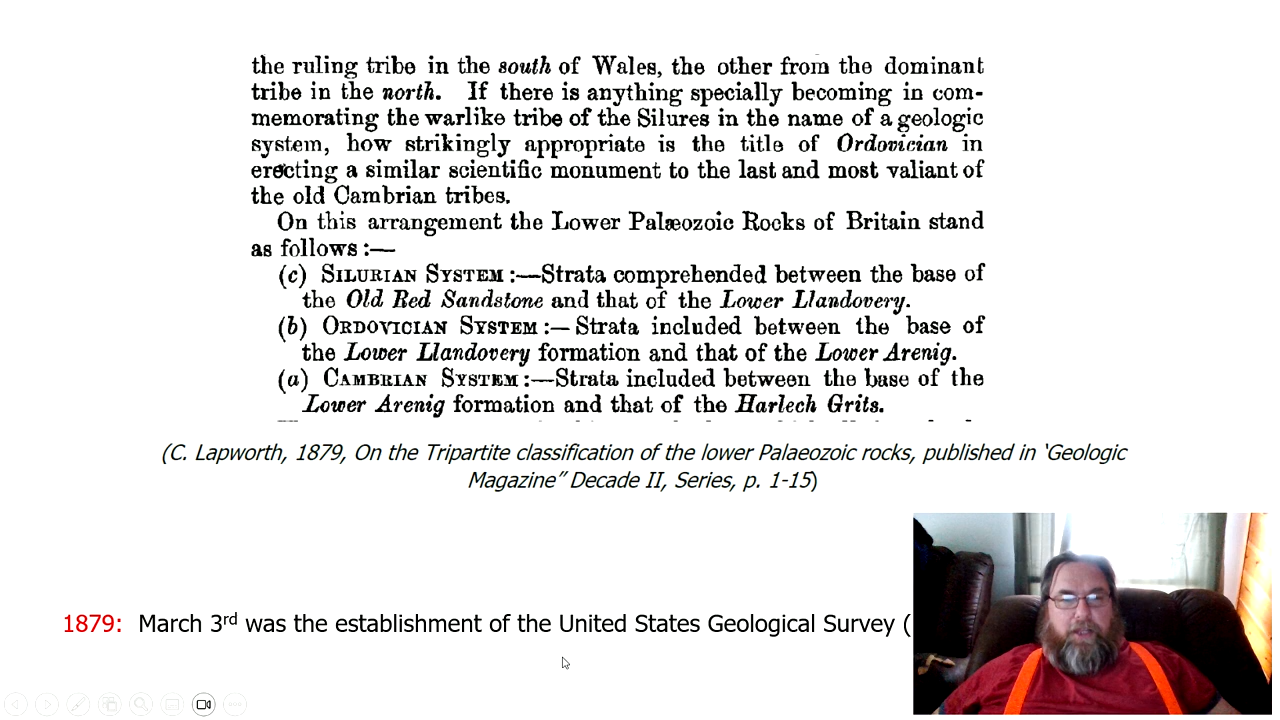 the ruling tribe in the south of Wales, the other from the dominant
tribe in the north. If there is anything specially becoming in com-
memorating the warlike tribe of the Silures in the name of a geologic
system, how strikingly appropriate is the title of Ordovician in
erecting a similar scientific monument to the last and most valiant of
the old Cambrian tribes.
On this arrangement the Lower Palæozoic Rocks of Britain stand
as follows :—
(c) SILURIAN SYSTEM :—Strata comprehended between the base of
the Old Red Sandstone and that of the Lower Llandovery.
(b) ORDOVICIAN SYSTEM :—Strata included between the base of
the Lower Llandovery formation and that of the Lower Arenig.
(a) CAMBRIAN SYSTEM :—Strata included between the base of the
Lower Arenig formation and that of the Harlech Grits.
(C. Lapworth, 1879, On the Tripartite classification of the lower Palaeozoic rocks, published in ‘Geologic
Magazine” Decade II, Series, p. 1-15)
1879: March 3rd was the establishment of the United States Geological Survey (